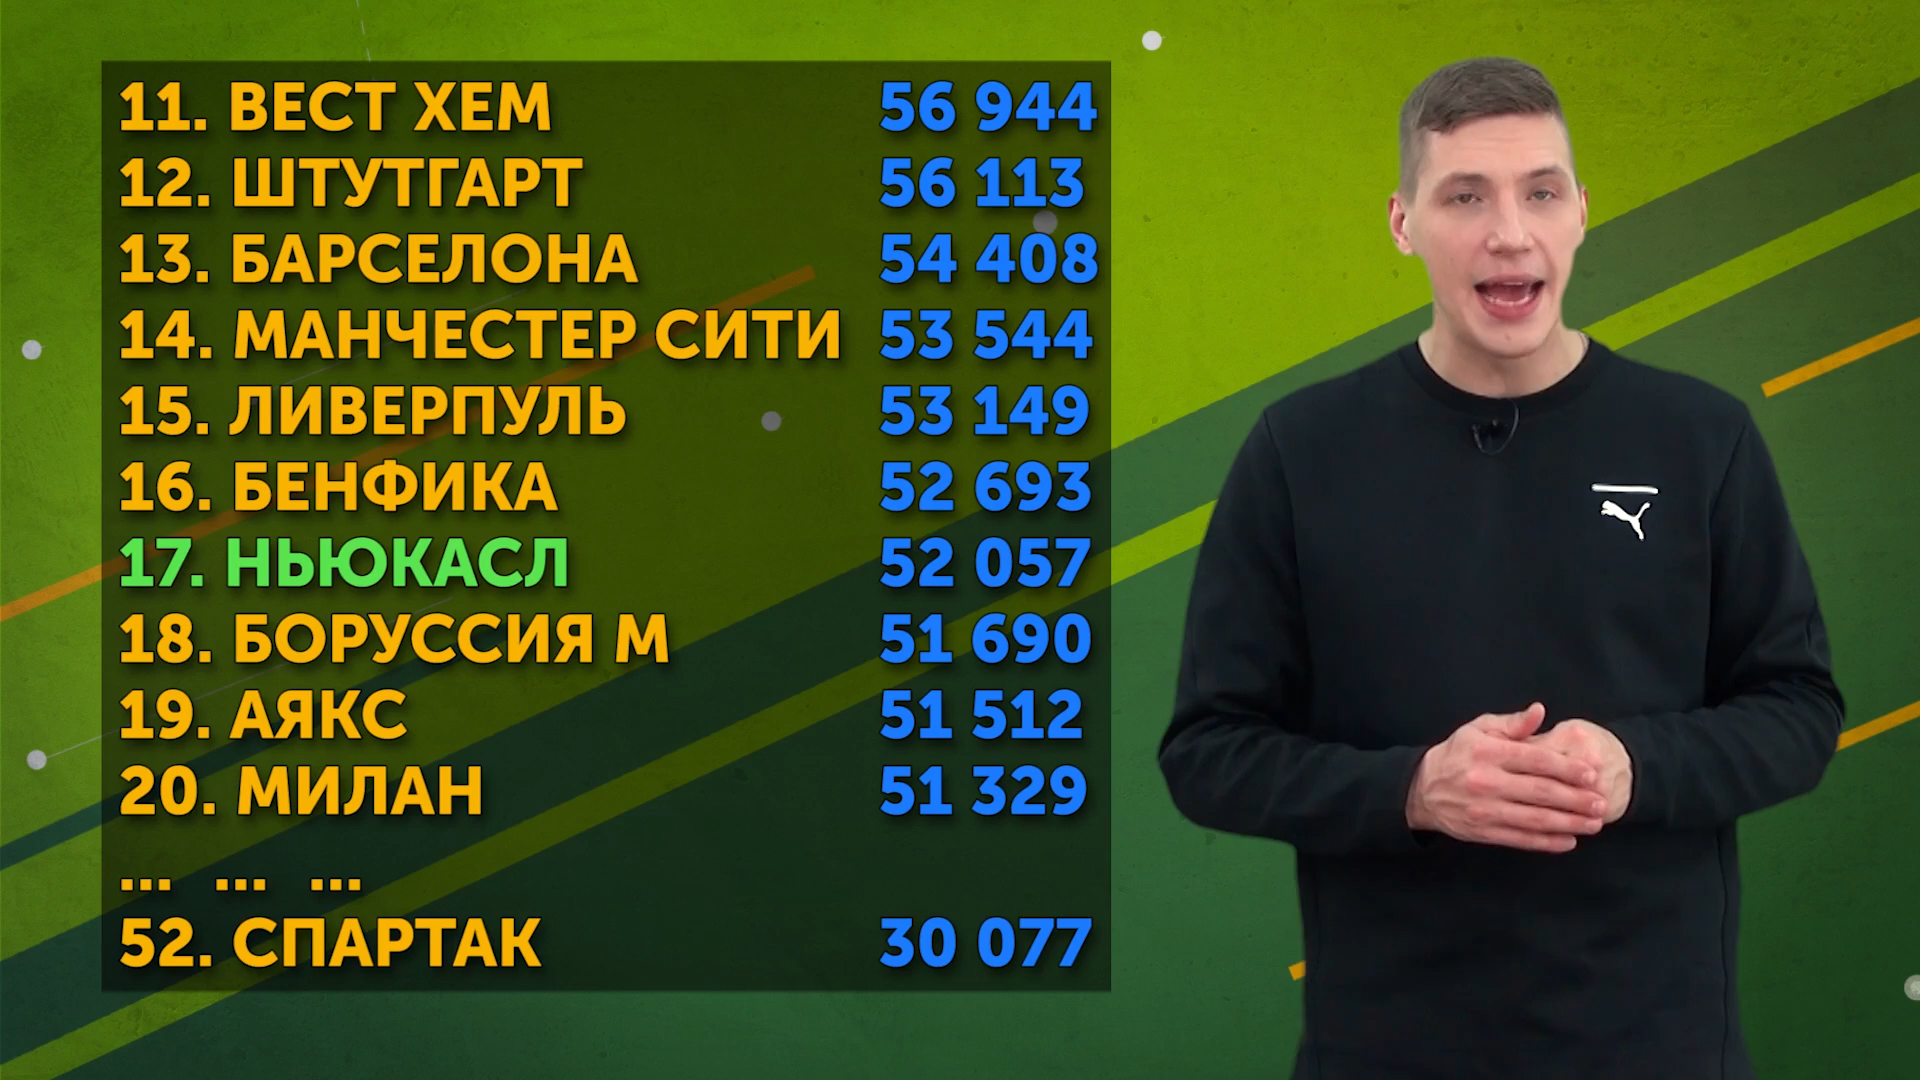 11. ВЕСТ ХЕМ 56 944
12. ШТУТГАРТ 56 113
13. БАРСЕЛОНА 54 408
14. МАНЧЕСТЕР СИТИ 53 544
15. ЛИВЕРПУЛЬ 53 149
16. БЕНФИКА 52 693
17. НЬЮКАСЛ 52 057
18. БОРУССИЯ М 51 690
19. АЯКС 51 512
20. МИЛАН 51 329
... ... ...
52. СПАРТАК 30 077